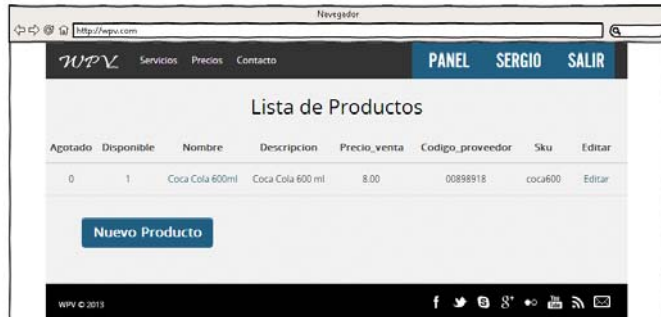 Navegador
http://wpv.com
WPV Servicios Precios Contacto PANEL SERGIO SALIR
Lista de Productos
Agotado Disponible Nombre Descripcion Precio_venta Codigo_proveedor Sku Editar
0 1 Coca Cola 600ml Coca Cola 600 ml 8.00 00898918 coca600 Editar
Nuevo Producto
WPV © 2013 You Tube